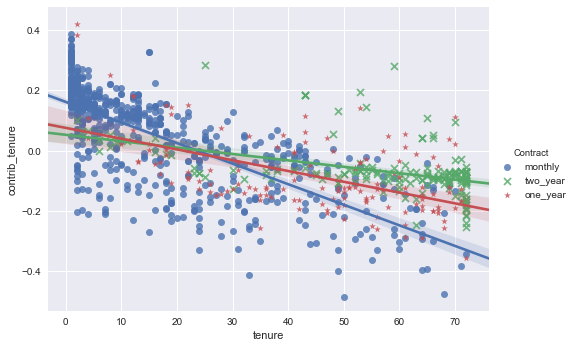 0.4
0.2
0.0
−0.2
−0.4
contrib_tenure
0 10 20 30 40 50 60 70
tenure
Contract
monthly
two_year
one_year